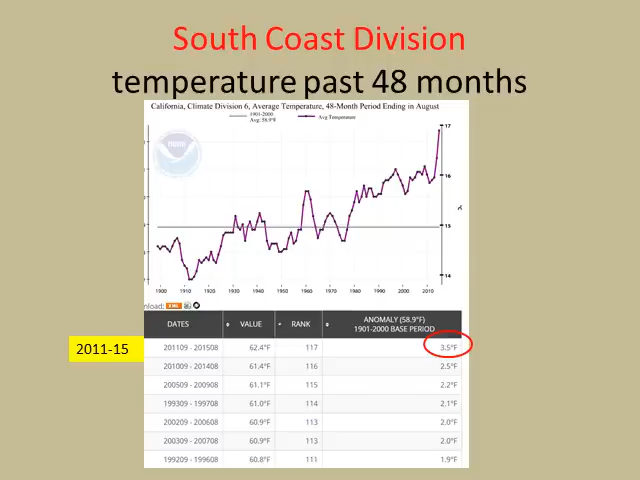 South Coast Division
temperature past 48 months
California, Climate Division 6, Average Temperature, 48-Month Period Ending in August
1901-2000
Avg: 58.9°F
Avg Temperature
noaa
17
16
°C
15
14
1900 1910 1920 1930 1940 1950 1960 1970 1980 1990 2000 2010
nload:
DATES VALUE RANK ANOMALY (58.9°F)
1901-2000 BASE PERIOD
2011-15
201109 - 201508 62.4°F 117 3.5°F
201009 - 201408 61.4°F 116 2.5°F
200509 - 200908 61.1°F 115 2.2°F
199309 - 199708 61.0°F 114 2.1°F
200209 - 200608 60.9°F 113 2.0°F
200309 - 200708 60.9°F 113 2.0°F
199209 - 199608 60.8°F 111 1.9°F